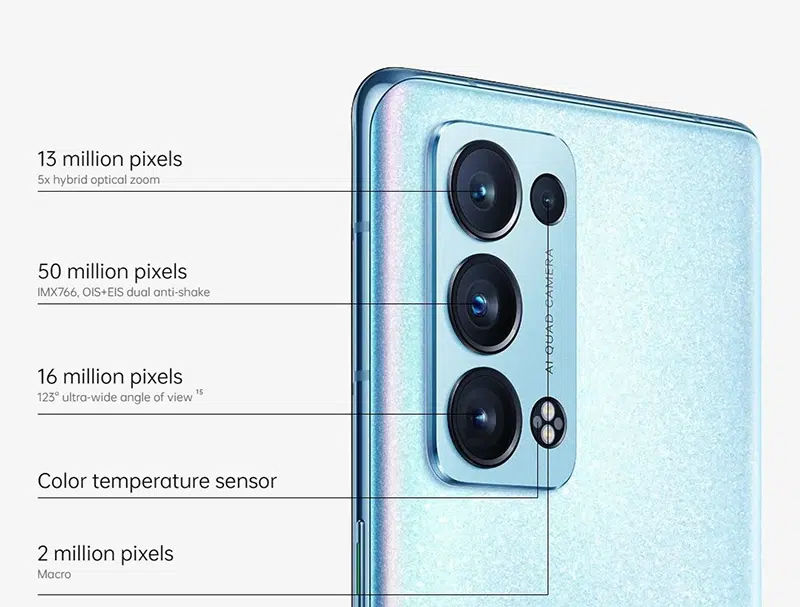 13 million pixels
5x hybrid optical zoom
50 million pixels
IMX766, OIS+EIS dual anti-shake
AI QUAD CAMERA
16 million pixels
123° ultra-wide angle of view 15
Color temperature sensor
2 million pixels
Macro